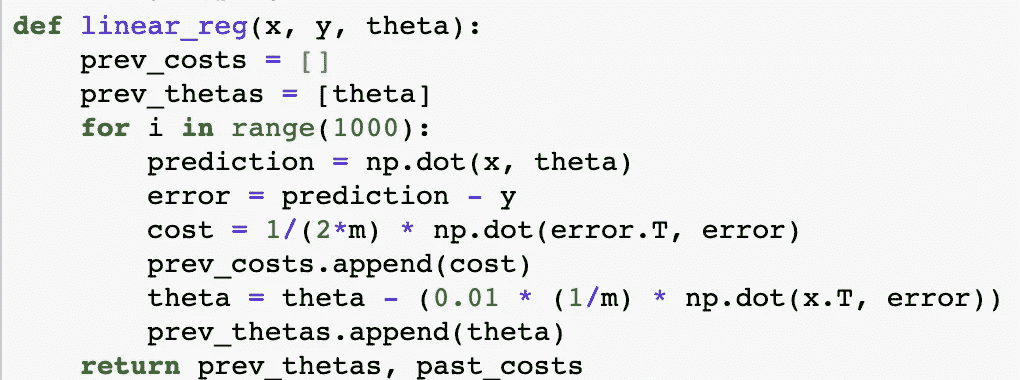 def linear_reg(x, y, theta):
    prev_costs = []
    prev_thetas = [theta]
    for i in range(1000):
        prediction = np.dot(x, theta)
        error = prediction - y
        cost = 1/(2*m) * np.dot(error.T, error)
        prev_costs.append(cost)
        theta = theta - (0.01 * (1/m) * np.dot(x.T, error))
        prev_thetas.append(theta)
    return prev_thetas, past_costs